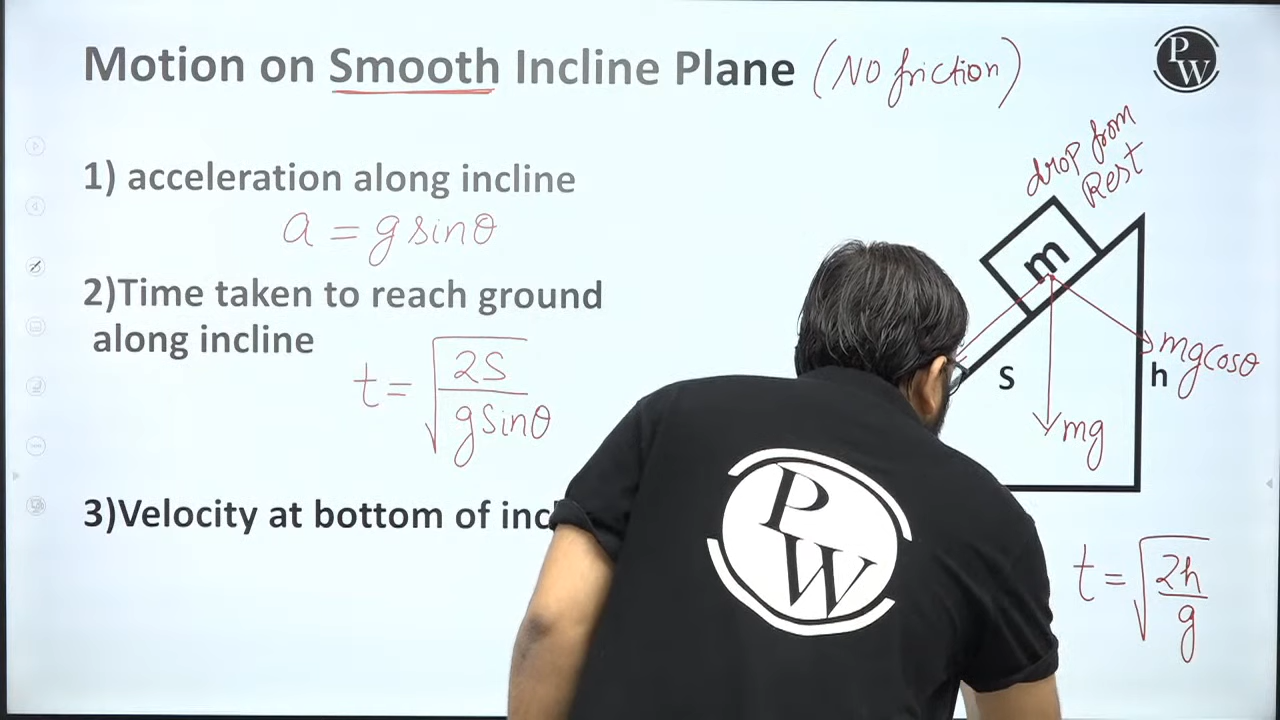 Motion on Smooth Incline Plane (No friction)
PW
drop from
Rest
1) acceleration along incline
a = g sinθ
m
2)Time taken to reach ground
along incline
t = √(2S / g sinθ)
S
h
mg cosθ
mg
3)Velocity at bottom of inc
t = √(2h / g)
PW